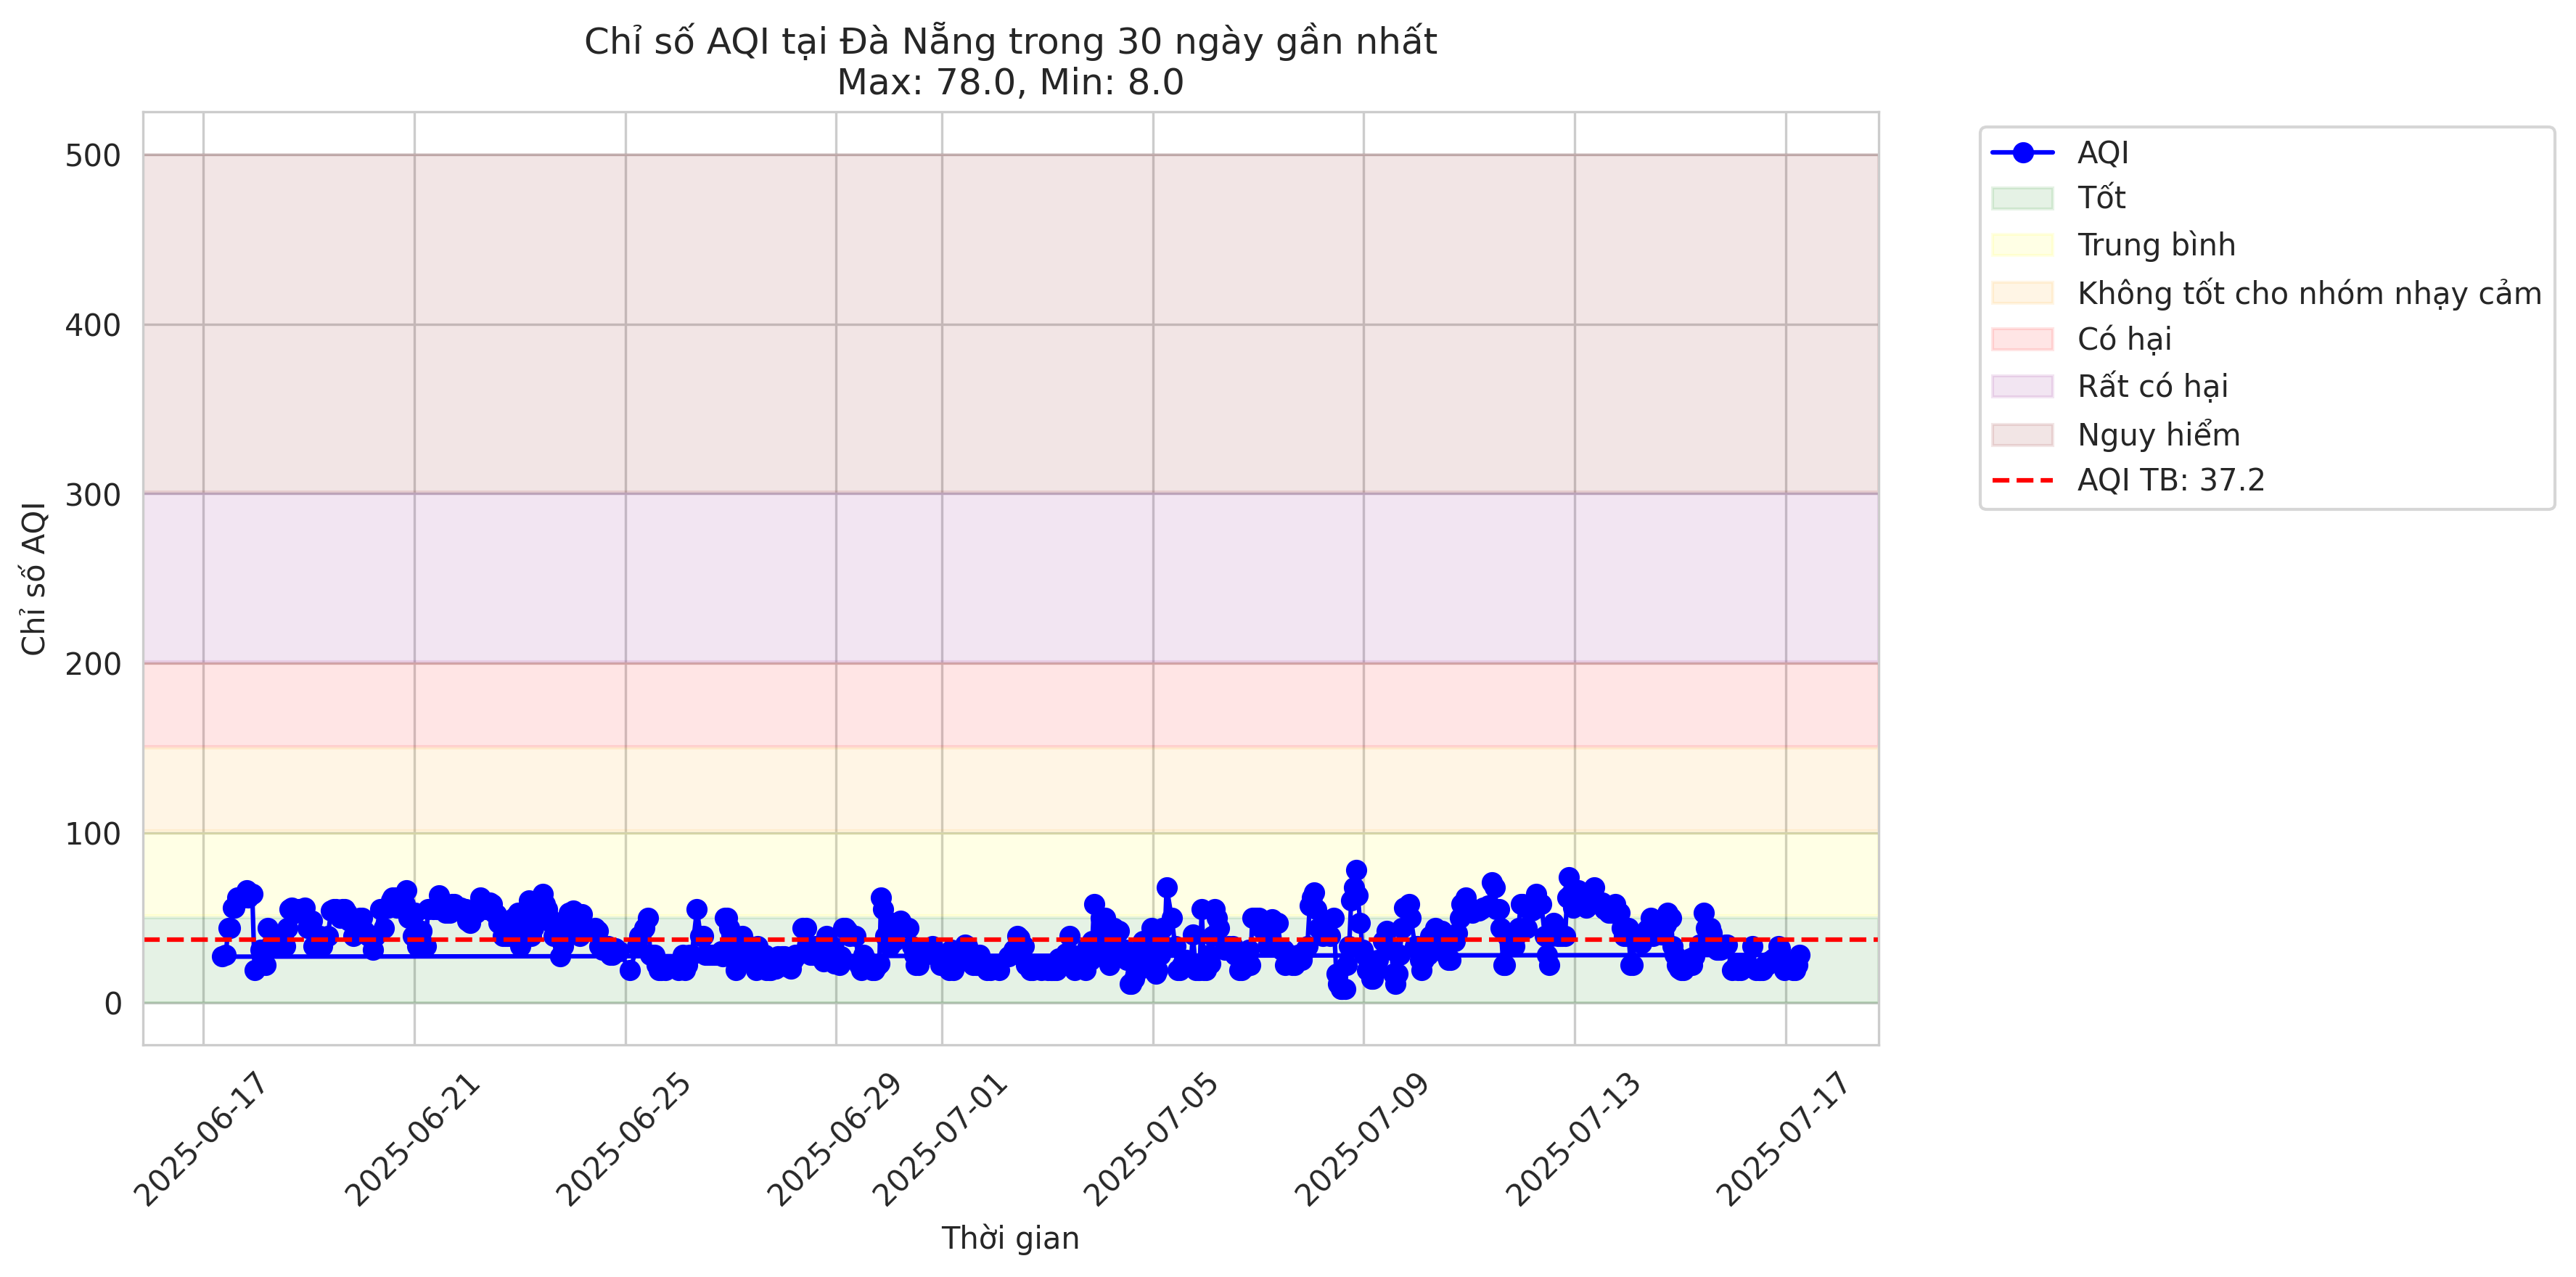 Chỉ số AQI tại Đà Nẵng trong 30 ngày gần nhất
Max: 78.0, Min: 8.0
Chỉ số AQI
500
400
300
200
100
0
2025-06-17
2025-06-21
2025-06-25
2025-06-29
2025-07-01
2025-07-05
2025-07-09
2025-07-13
2025-07-17
Thời gian
AQI
Tốt
Trung bình
Không tốt cho nhóm nhạy cảm
Có hại
Rất có hại
Nguy hiểm
AQI TB: 37.2